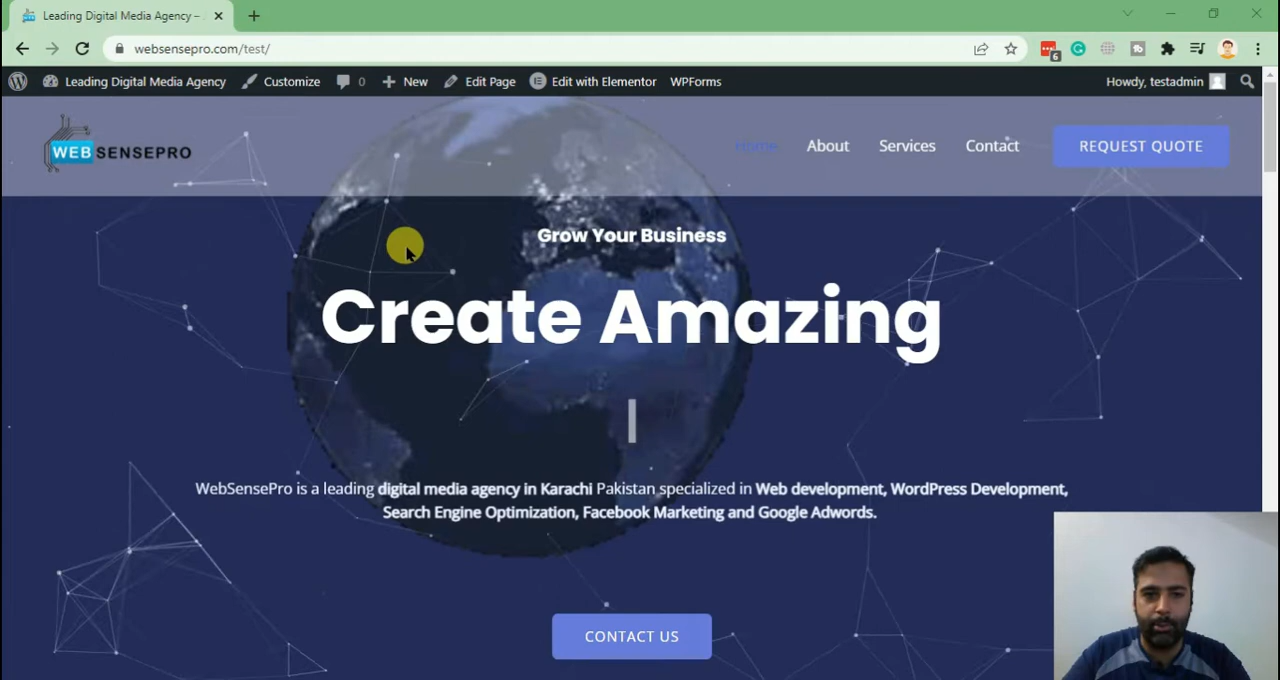 Leading Digital Media Agency –
websensepro.com/test/
6
Leading Digital Media Agency Customize 0 New Edit Page Edit with Elementor WPForms Howdy, testadmin
WEBSENSEPRO Home About Services Contact REQUEST QUOTE
Grow Your Business
Create Amazing
WebSensePro is a leading digital media agency in Karachi Pakistan specialized in Web development, WordPress Development,
Search Engine Optimization, Facebook Marketing and Google Adwords.
CONTACT US